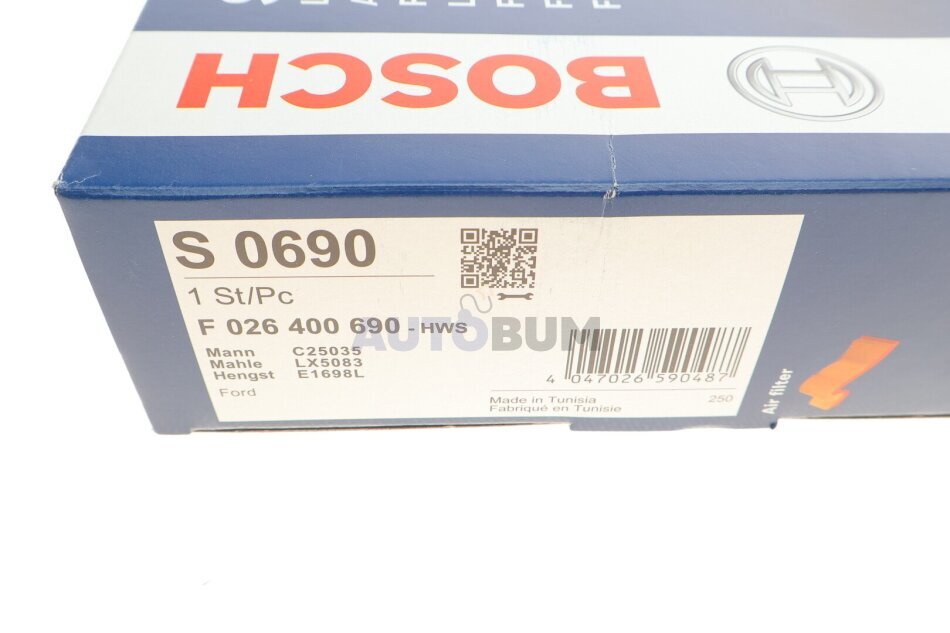 BOSCH
S 0690
1 St/Pc
F 026 400 690 - HWS
AUTOBUM
Mann C25035
Mahle LX5083
Hengst E1698L
Ford
4 047026 590487
Made in Tunisia 250
Fabriqué en Tunisie
Air filter